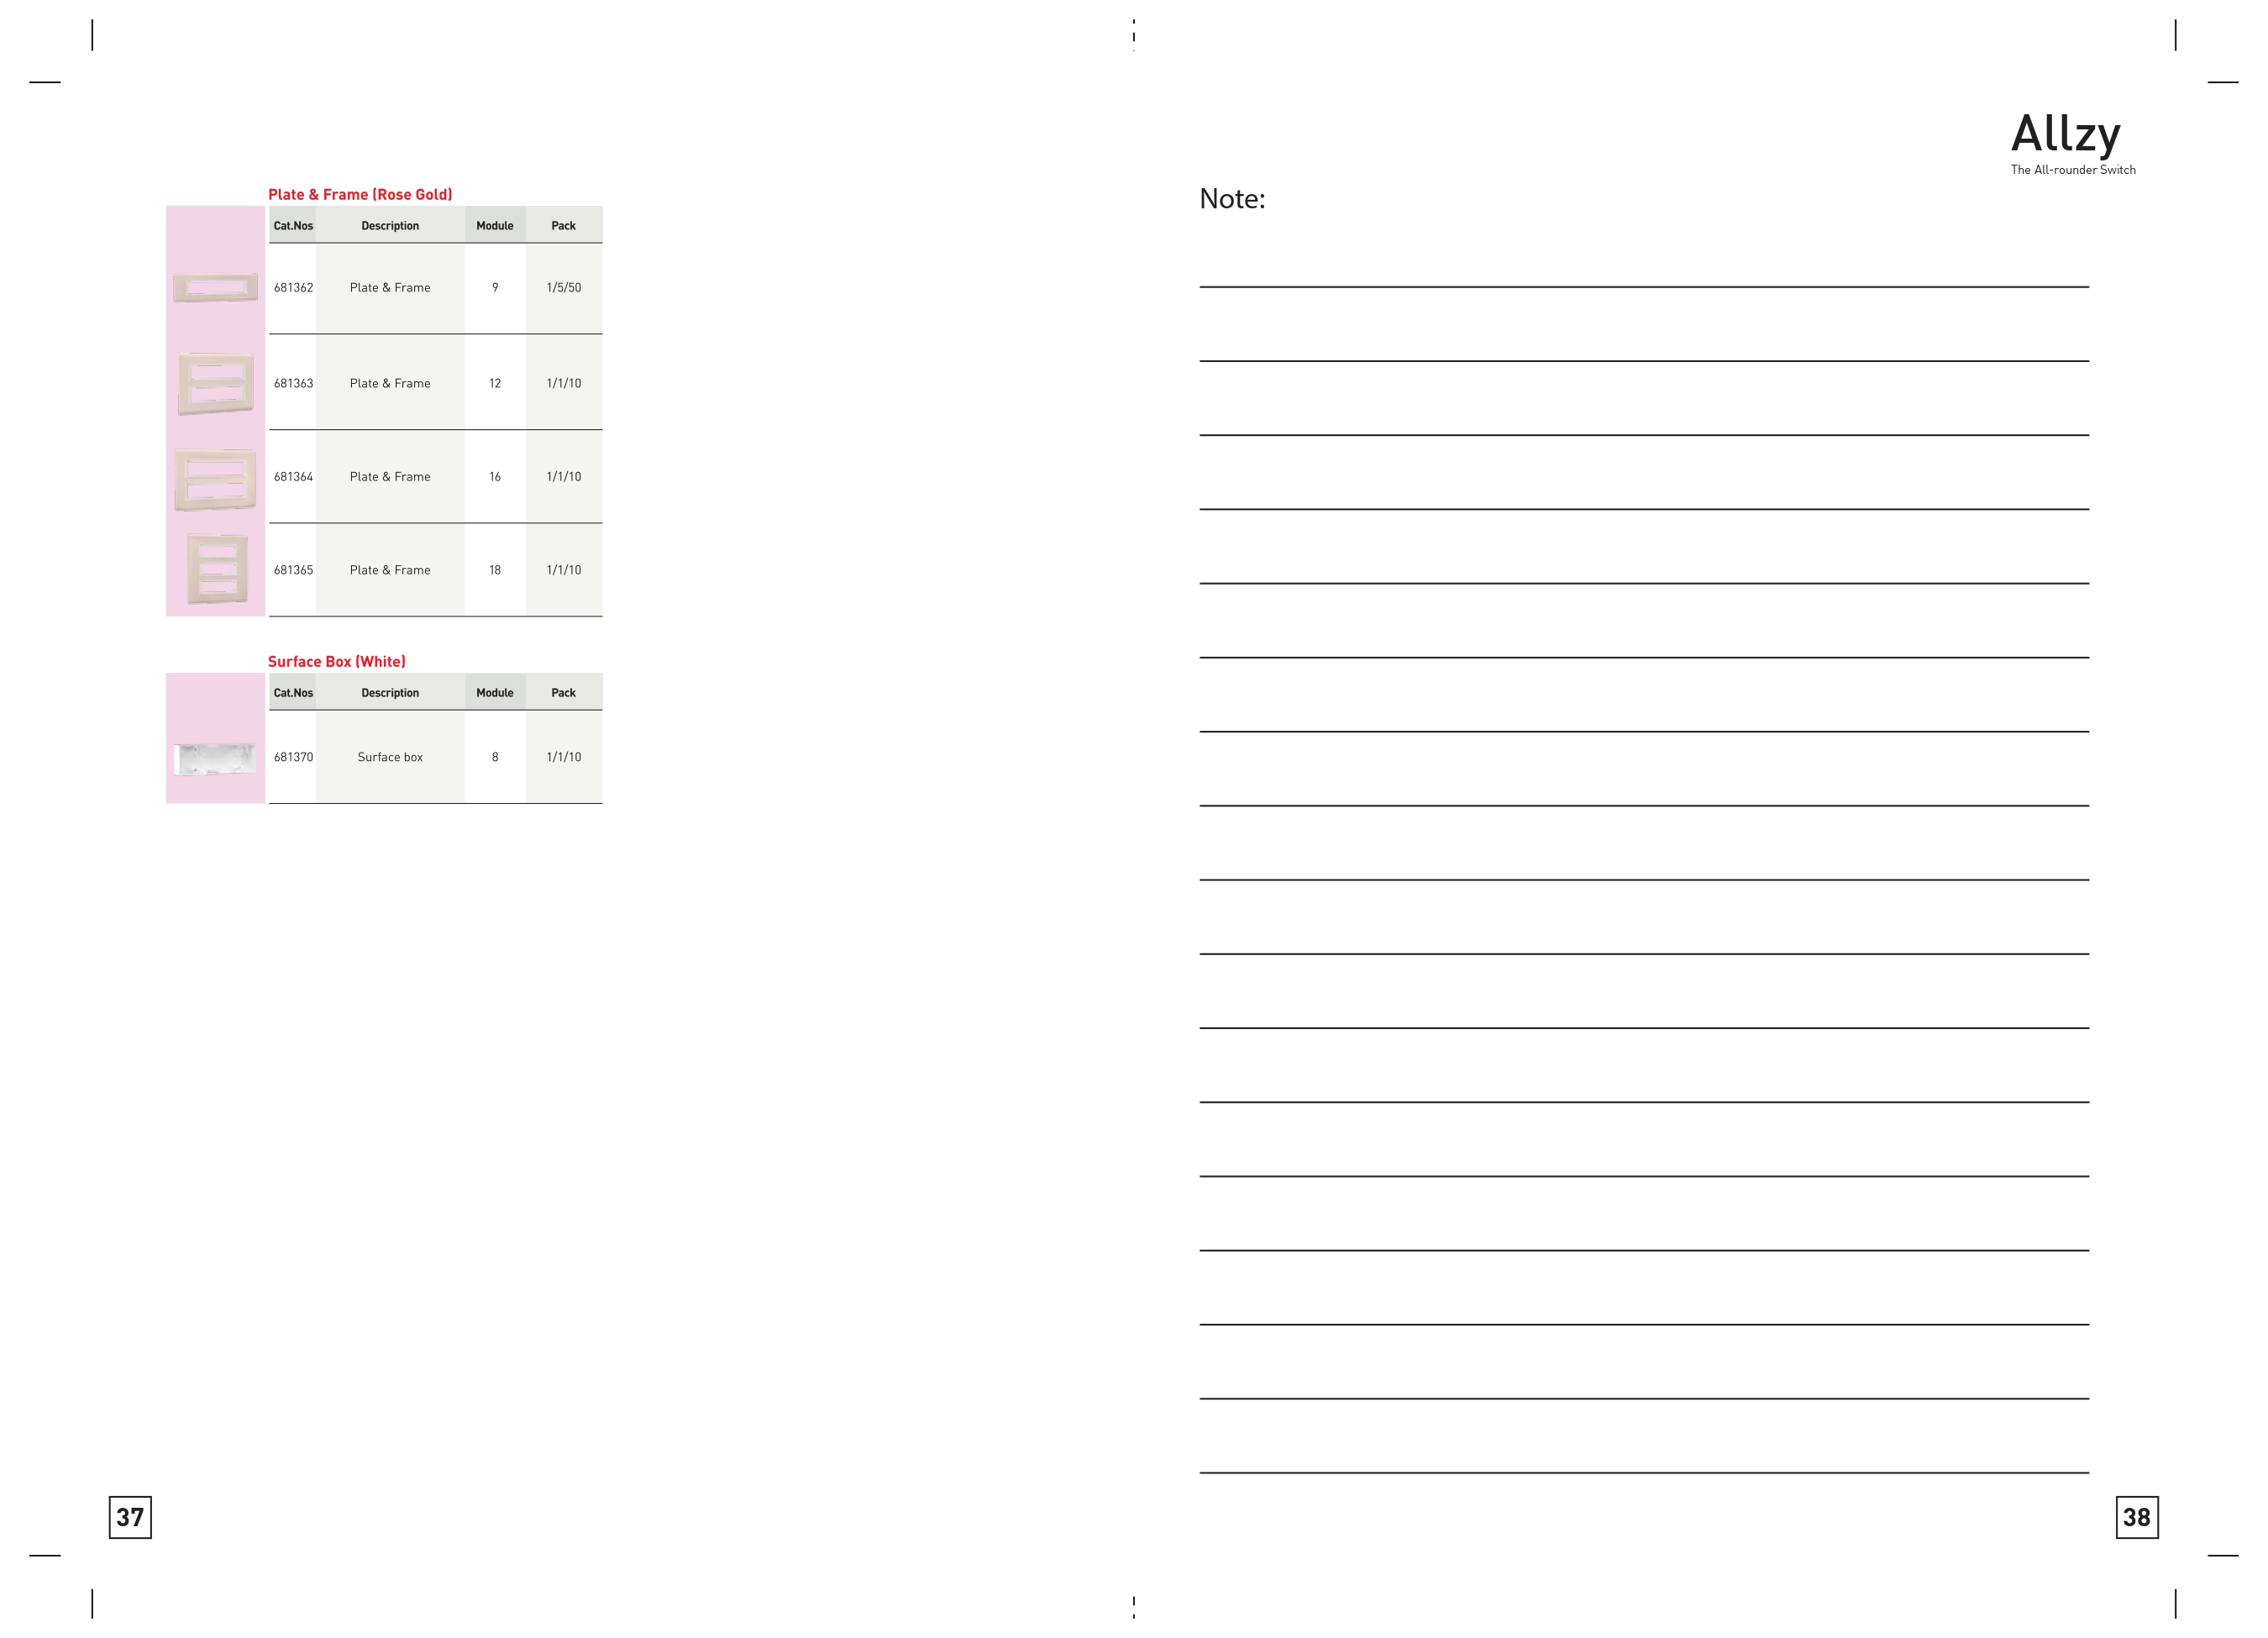 Plate & Frame (Rose Gold)
Cat.Nos Description Module Pack
681362 Plate & Frame 9 1/5/50
681363 Plate & Frame 12 1/1/10
681364 Plate & Frame 16 1/1/10
681365 Plate & Frame 18 1/1/10
Surface Box (White)
Cat.Nos Description Module Pack
681370 Surface box 8 1/1/10
37
Allzy
The All-rounder Switch
Note:
38